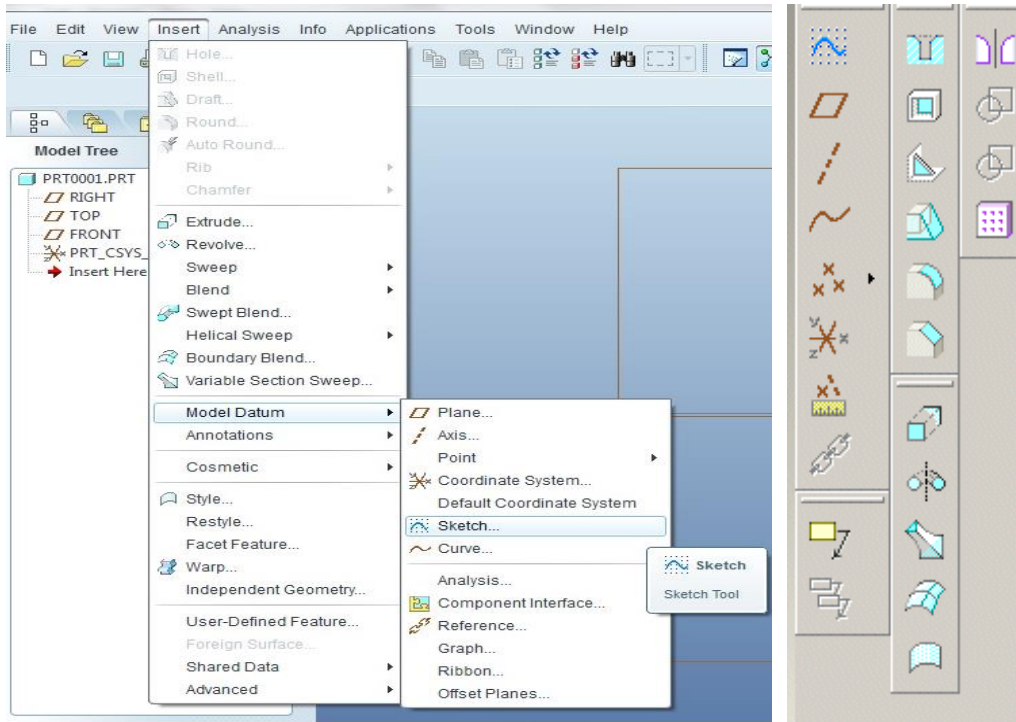 File Edit View Insert Analysis Info Applications Tools Window Help
Model Tree
PRT0001.PRT
RIGHT
TOP
FRONT
PRT_CSYS_
Insert Here
Hole...
Shell...
Draft...
Round...
Auto Round...
Rib
Chamfer
Extrude...
Revolve...
Sweep
Blend
Swept Blend...
Helical Sweep
Boundary Blend...
Variable Section Sweep...
Model Datum
Annotations
Cosmetic
Style...
Restyle...
Facet Feature...
Warp...
Independent Geometry...
User-Defined Feature...
Foreign Surface...
Shared Data
Advanced
Plane...
Axis...
Point
Coordinate System...
Default Coordinate System
Sketch...
Curve...
Analysis...
Component Interface...
Reference...
Graph...
Ribbon...
Offset Planes...
Sketch
Sketch Tool